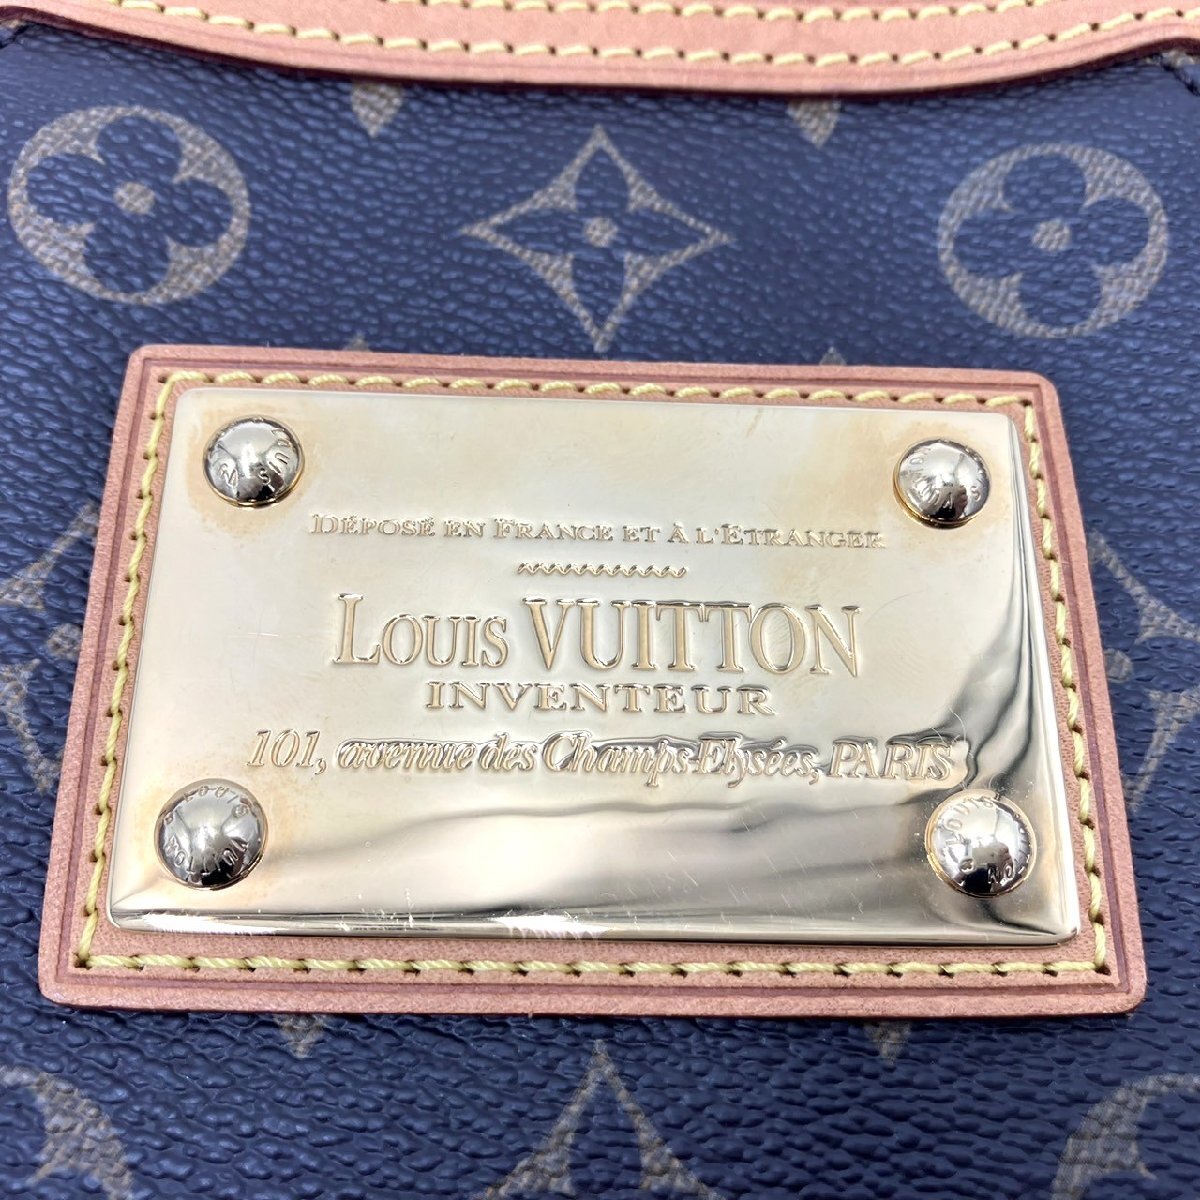 DÉPOSÉ EN FRANCE ET À L'ETRANGER
LOUIS VUITTON
INVENTEUR
101, avenue des Champs-Elysées, PARIS